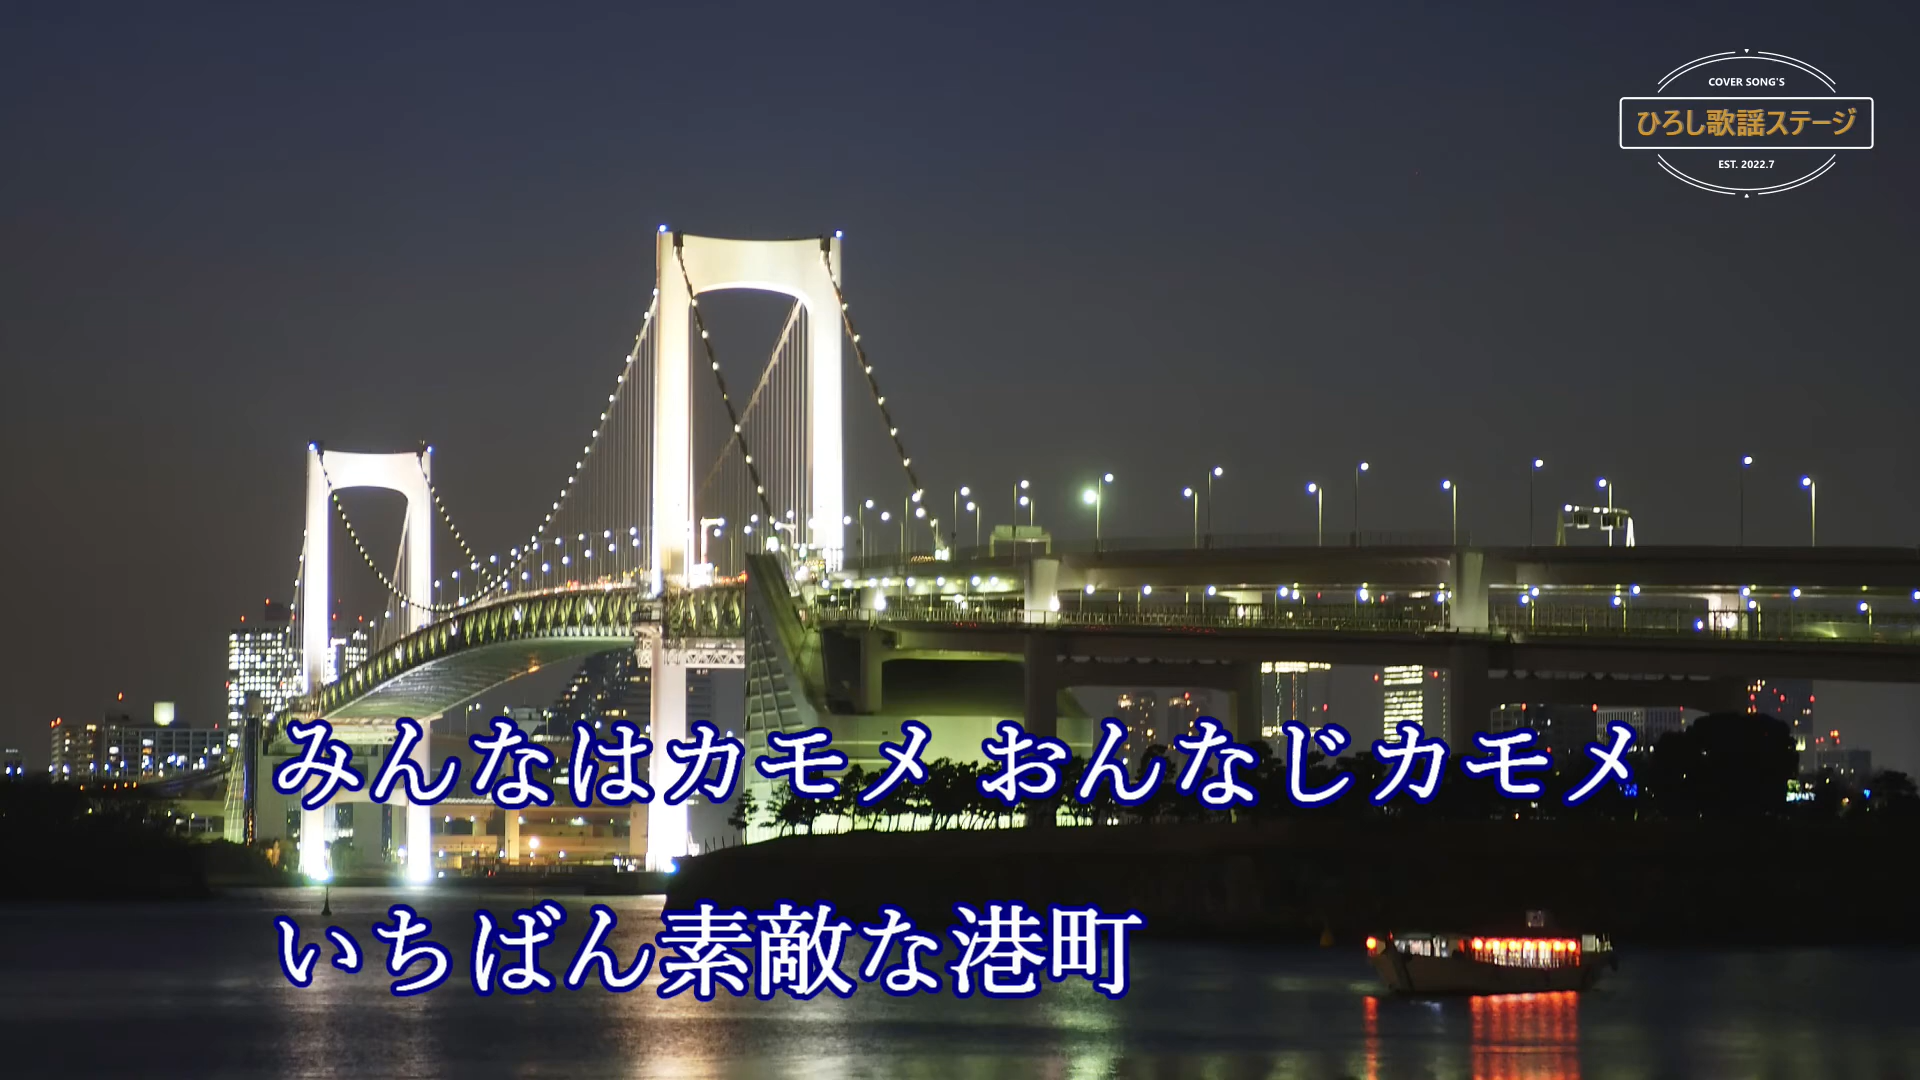 COVER SONG'S
ひろし歌謡ステージ
EST. 2022.7
みんなはカモメ おんなじカモメ
いちばん素敵な港町